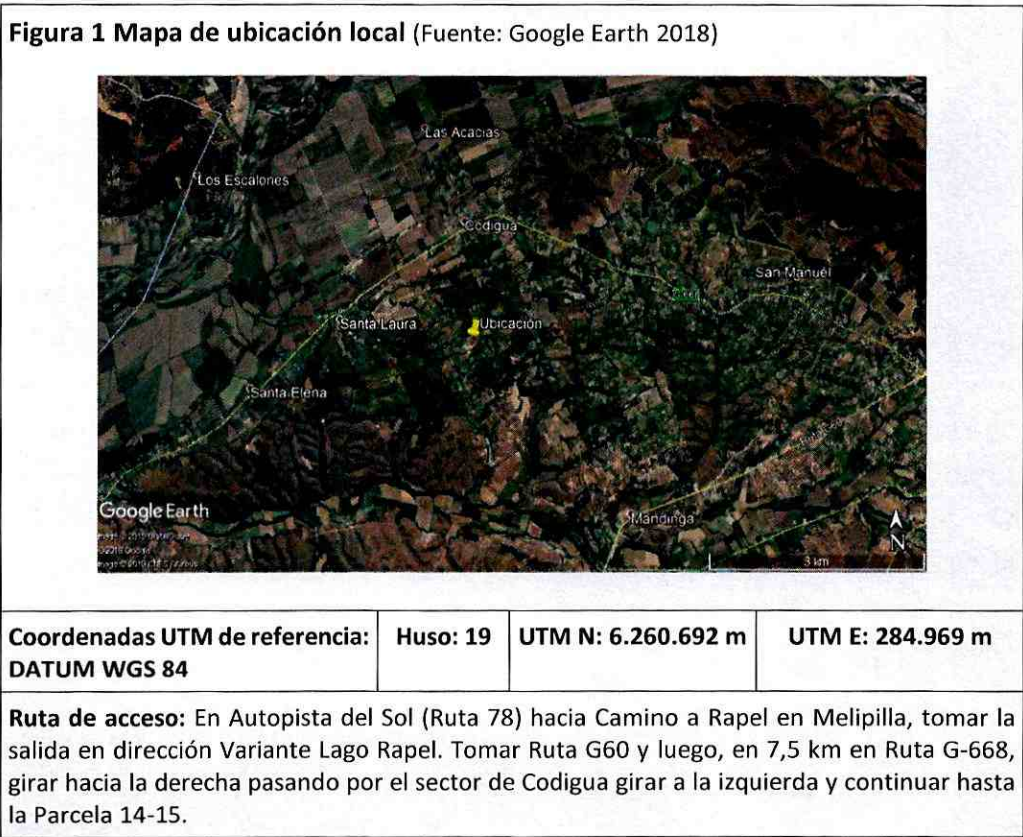 Figura 1 Mapa de ubicación local (Fuente: Google Earth 2018)
Las Acacias
Los Escalones
Codigua
San Manuel
Santa Laura
Ubicación
Santa Elena
Google Earth
Mandinga
N
3 km
Coordenadas UTM de referencia: Huso: 19 UTM N: 6.260.692 m UTM E: 284.969 m
DATUM WGS 84
Ruta de acceso: En Autopista del Sol (Ruta 78) hacia Camino a Rapel en Melipilla, tomar la
salida en dirección Variante Lago Rapel. Tomar Ruta G60 y luego, en 7,5 km en Ruta G-668,
girar hacia la derecha pasando por el sector de Codigua girar a la izquierda y continuar hasta
la Parcela 14-15.